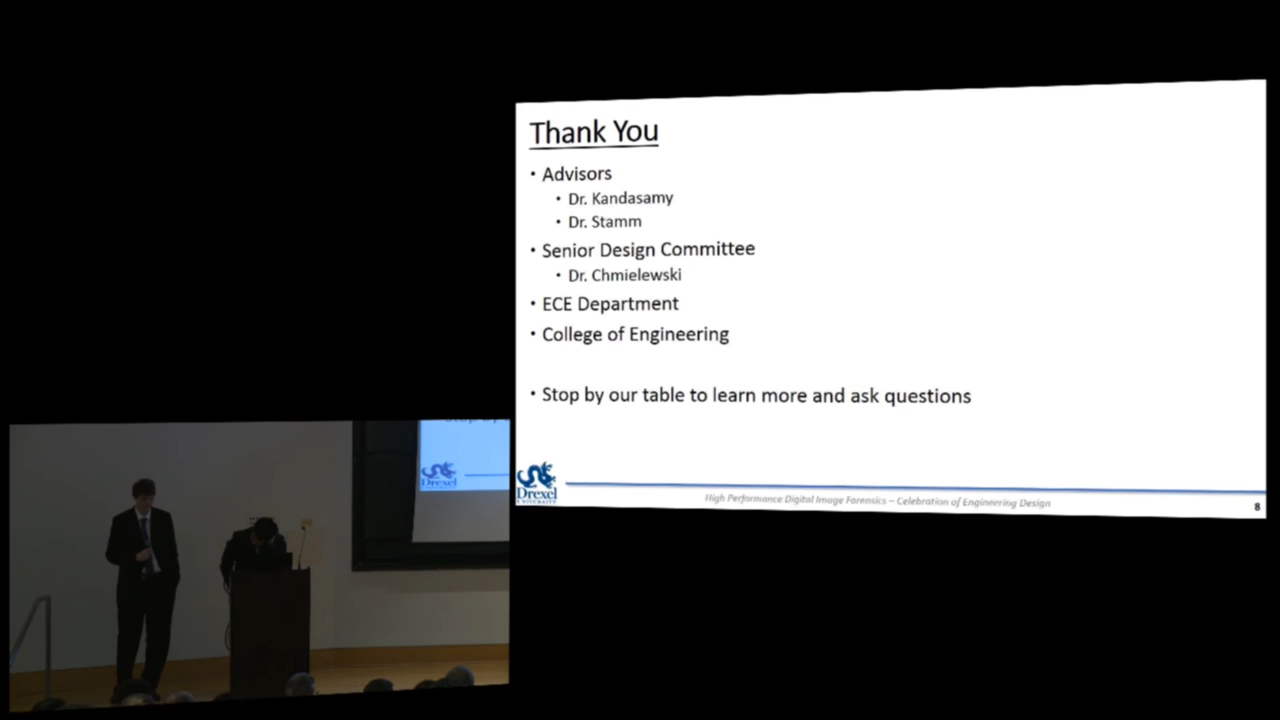 Thank You
• Advisors
• Dr. Kandasamy
• Dr. Stamm
• Senior Design Committee
• Dr. Chmielewski
• ECE Department
• College of Engineering
• Stop by our table to learn more and ask questions
Drexel
UNIVERSITY
High Performance Digital Image Forensics – Celebration of Engineering Design
8
Drexel